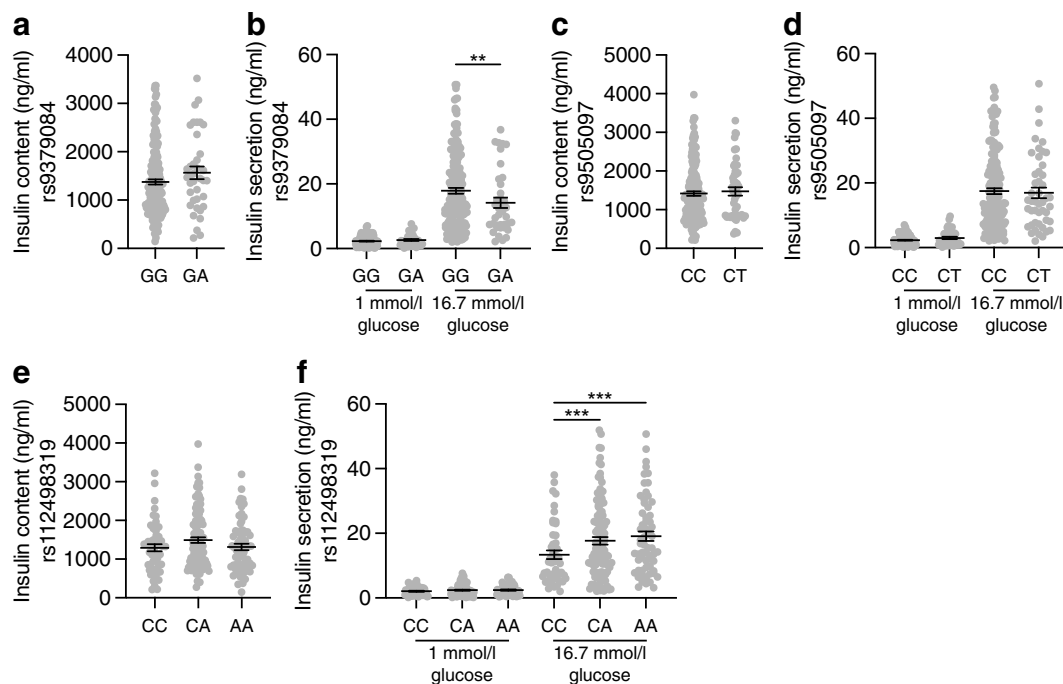 a
Insulin content (ng/ml)
rs9379084
4000
3000
2000
1000
0
GG GA
b
Insulin secretion (ng/ml)
rs9379084
60
40
20
0
**
GG GA GG GA
1 mmol/l
glucose
16.7 mmol/l
glucose
c
Insulin content (ng/ml)
rs9505097
5000
4000
3000
2000
1000
0
CC CT
d
Insulin secretion (ng/ml)
rs9505097
60
40
20
0
CC CT CC CT
1 mmol/l
glucose
16.7 mmol/l
glucose
e
Insulin content (ng/ml)
rs112498319
5000
4000
3000
2000
1000
0
CC CA AA
f
Insulin secretion (ng/ml)
rs112498319
60
40
20
0
***
***
CC CA AA CC CA AA
1 mmol/l
glucose
16.7 mmol/l
glucose